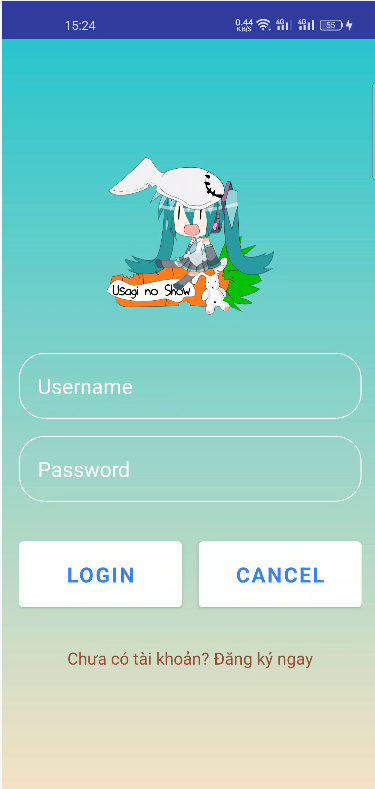 15:24
0.44
KB/S
4G
4G
55
Usagi no Show
Username
Password
LOGIN
CANCEL
Chưa có tài khoản? Đăng ký ngay